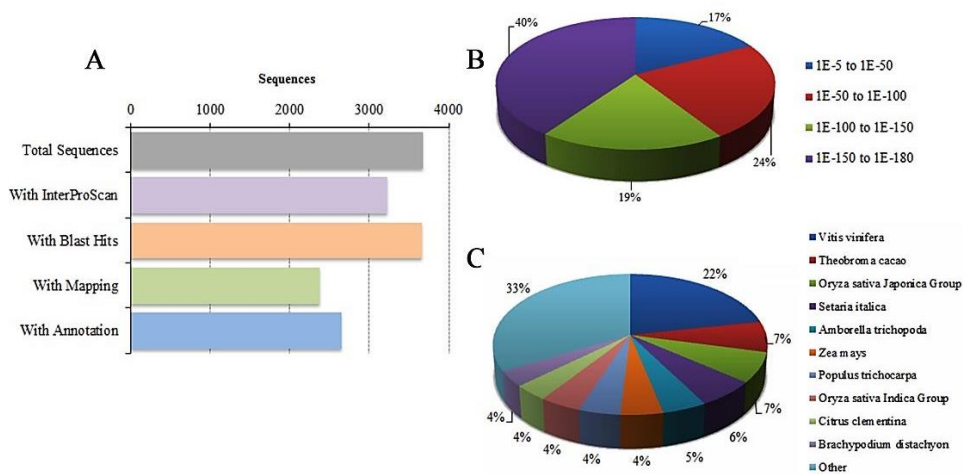 A
Sequences
0
1000
2000
3000
4000
Total Sequences
With InterProScan
With Blast Hits
With Mapping
With Annotation
B
40%
17%
24%
19%
1E-5 to 1E-50
1E-50 to 1E-100
1E-100 to 1E-150
1E-150 to 1E-180
C
33%
22%
7%
7%
6%
5%
4%
4%
4%
4%
4%
Vitis vinifera
Theobroma cacao
Oryza sativa Japonica Group
Setaria italica
Amborella trichopoda
Zea mays
Populus trichocarpa
Oryza sativa Indica Group
Citrus clementina
Brachypodium distachyon
Other